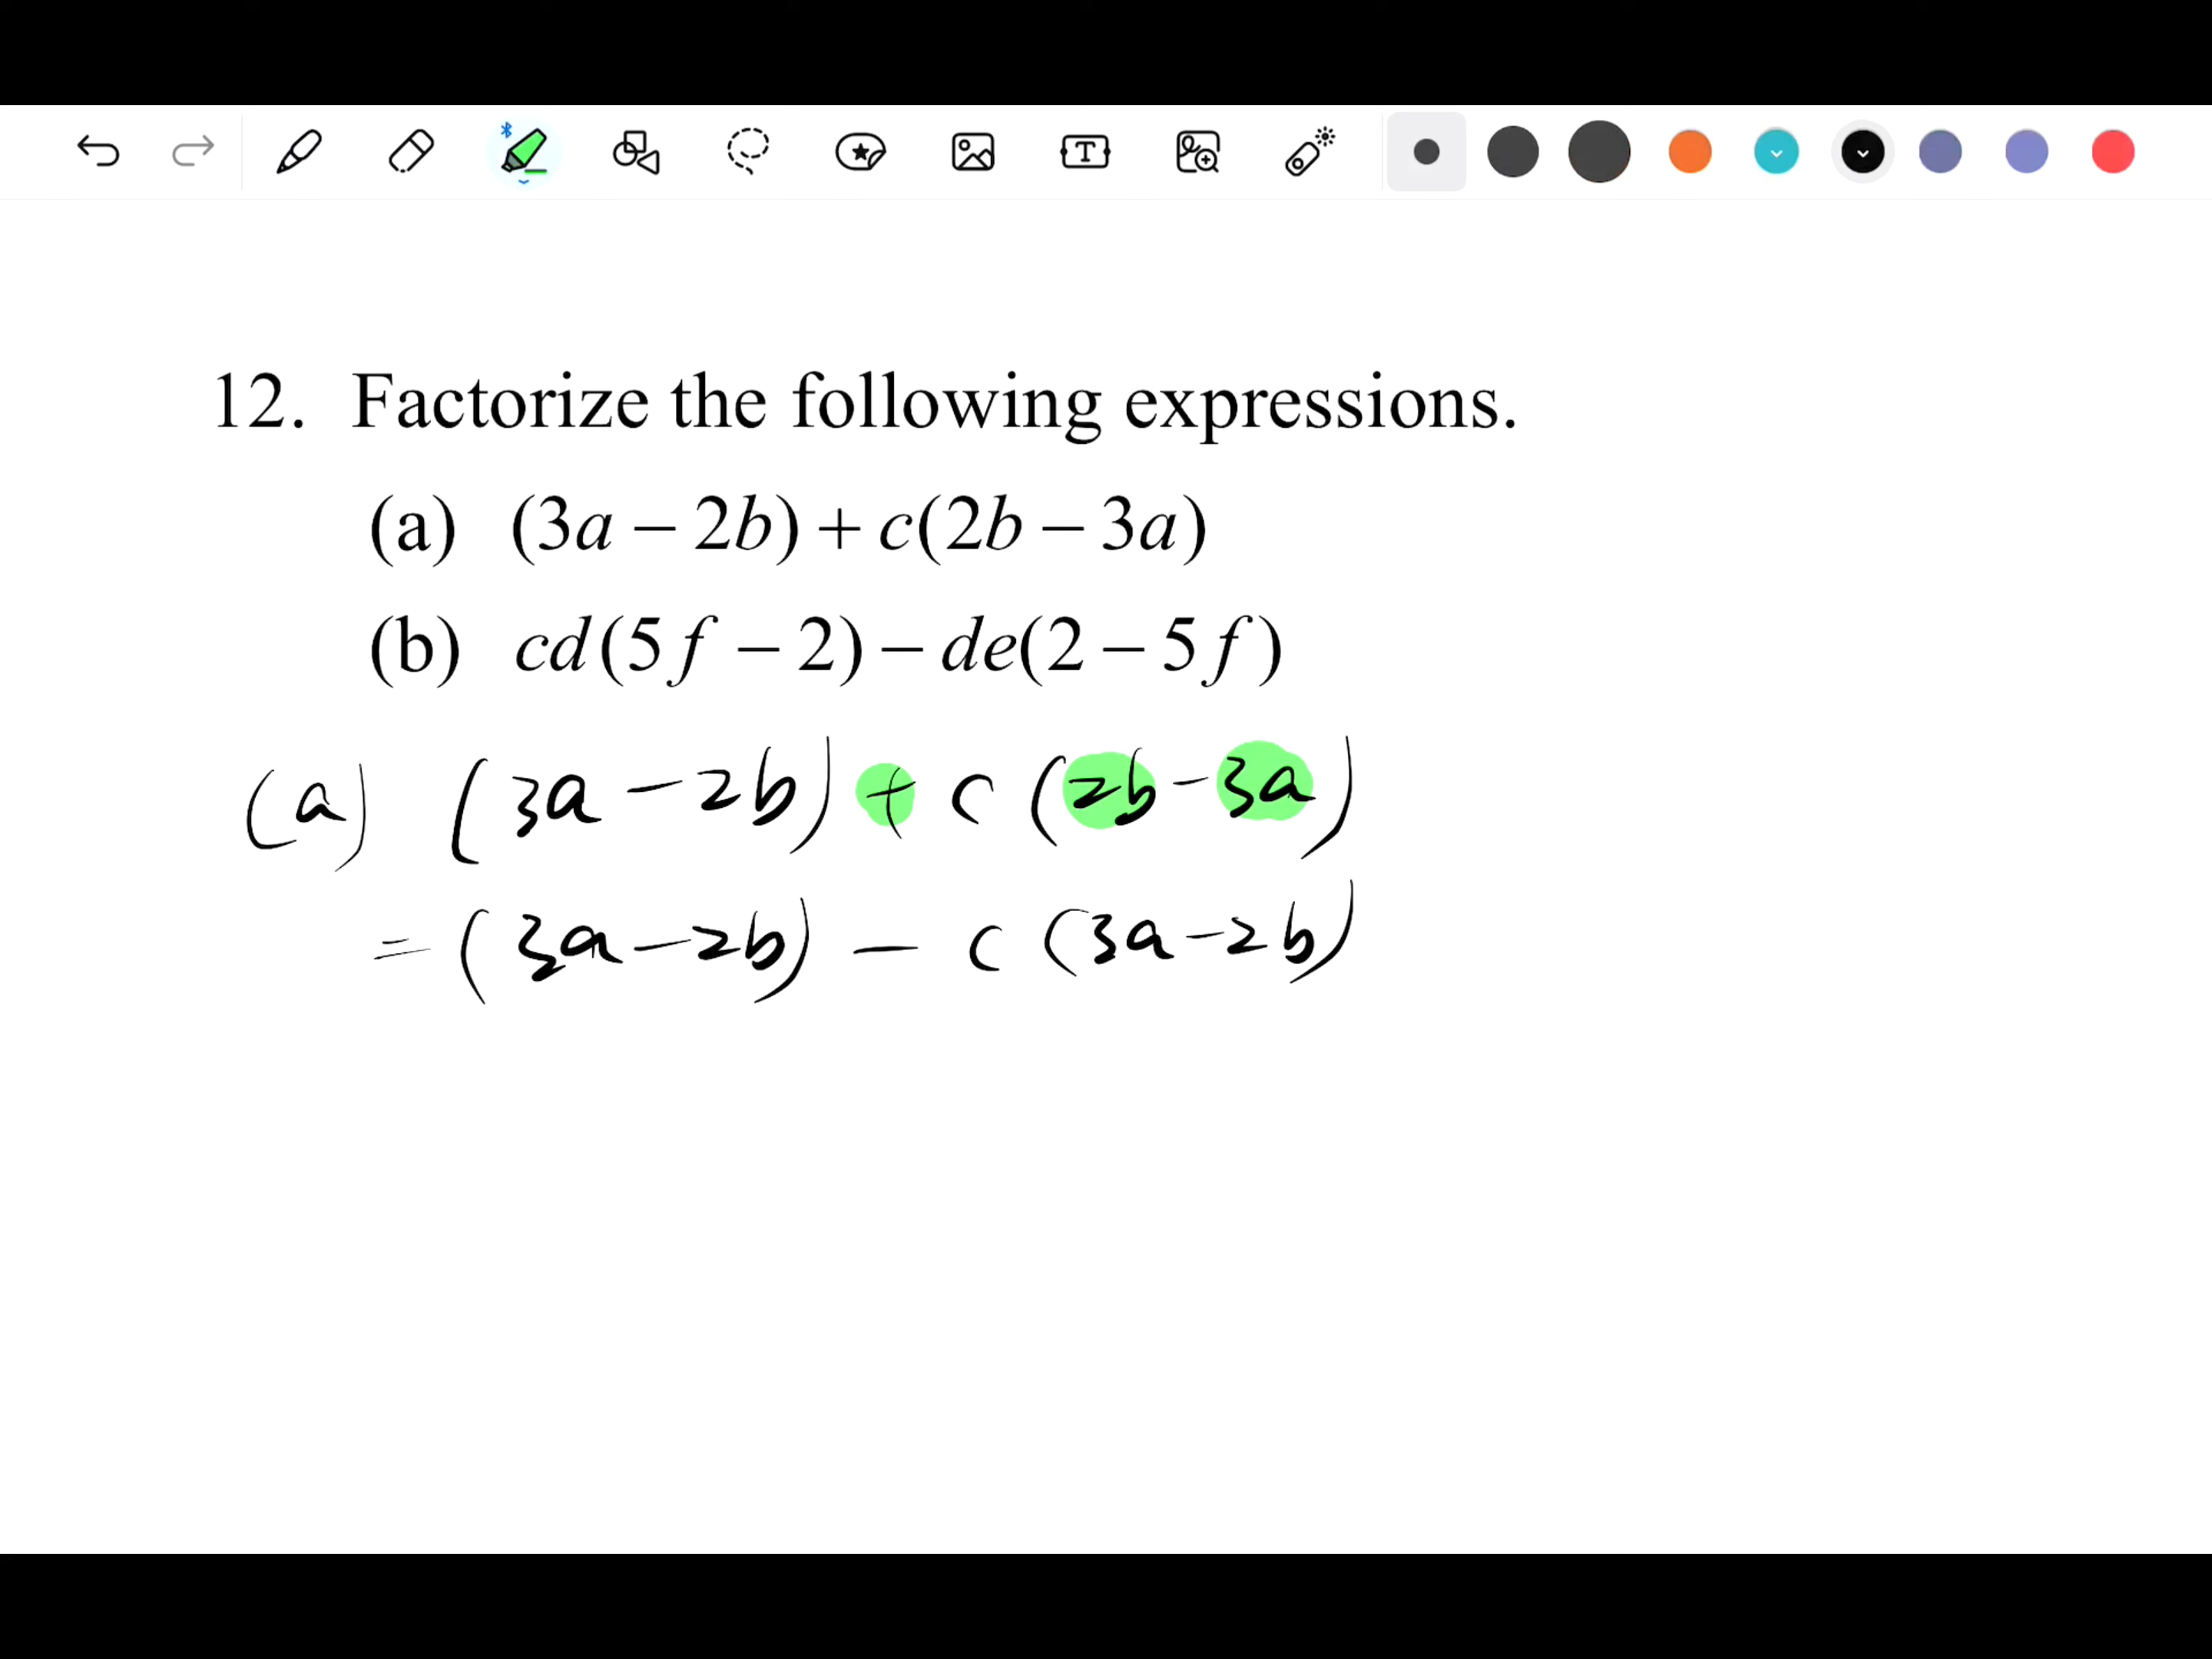 12. Factorize the following expressions.
(a) (3a − 2b) + c(2b − 3a)
(b) cd(5f − 2) − de(2 − 5f)
(a) (3a − 2b) + c (2b − 3a)
= (3a − 2b) − c (3a − 2b)